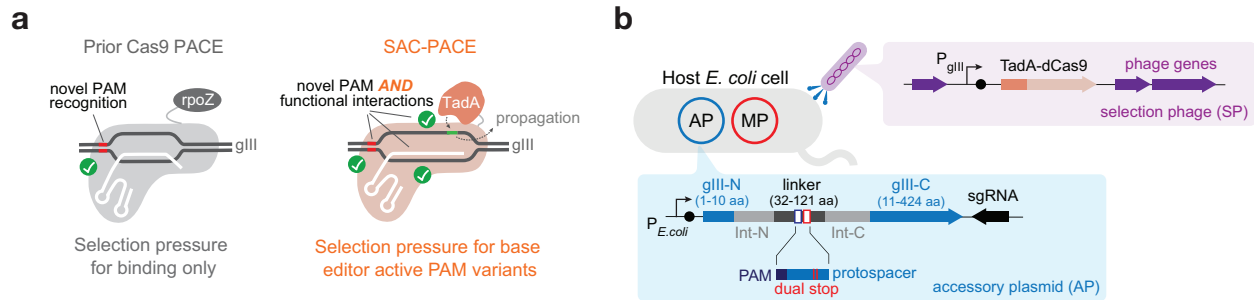 a
Prior Cas9 PACE
novel PAM
recognition
rpoZ
gIII
Selection pressure
for binding only
SAC-PACE
novel PAM AND
functional interactions
TadA
propagation
gIII
Selection pressure for base
editor active PAM variants
b
Host E. coli cell
AP
MP
PgIII
TadA-dCas9
phage genes
selection phage (SP)
gIII-N
(1-10 aa)
linker
(32-121 aa)
gIII-C
(11-424 aa)
sgRNA
PE.coli
Int-N
Int-C
PAM
protospacer
dual stop
accessory plasmid (AP)